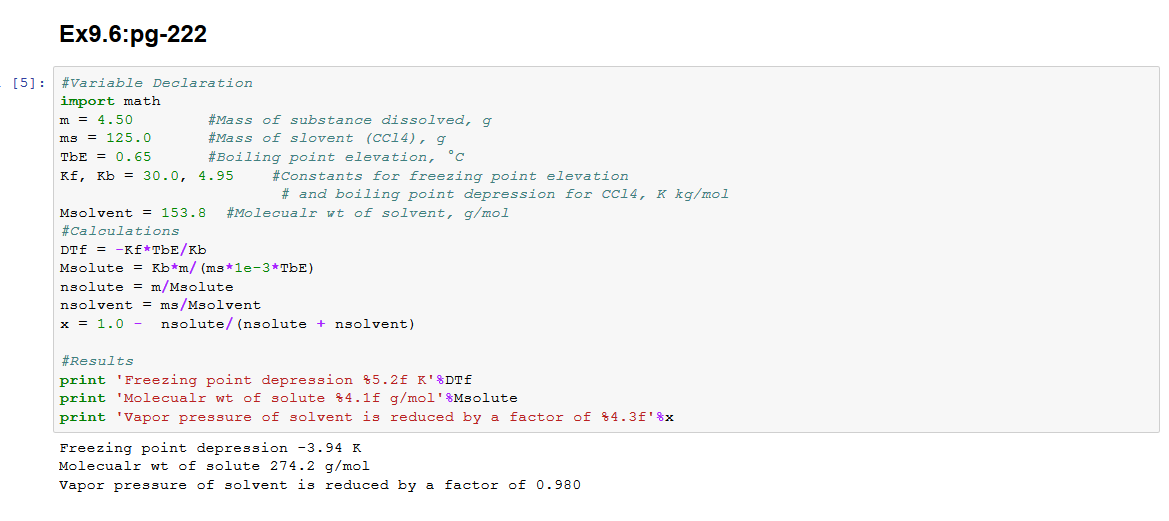 Ex9.6:pg-222
[5]: #Variable Declaration
import math
m = 4.50 #Mass of substance dissolved, g
ms = 125.0 #Mass of slovent (CCl4), g
TbE = 0.65 #Boiling point elevation, °C
Kf, Kb = 30.0, 4.95 #Constants for freezing point elevation
# and boiling point depression for CCl4, K kg/mol
Msolvent = 153.8 #Molecualr wt of solvent, g/mol
#Calculations
DTf = -Kf*TbE/Kb
Msolute = Kb*m/(ms*1e-3*TbE)
nsolute = m/Msolute
nsolvent = ms/Msolvent
x = 1.0 - nsolute/(nsolute + nsolvent)
#Results
print 'Freezing point depression %5.2f K'%DTf
print 'Molecualr wt of solute %4.1f g/mol'%Msolute
print 'Vapor pressure of solvent is reduced by a factor of %4.3f'%x
Freezing point depression -3.94 K
Molecualr wt of solute 274.2 g/mol
Vapor pressure of solvent is reduced by a factor of 0.980